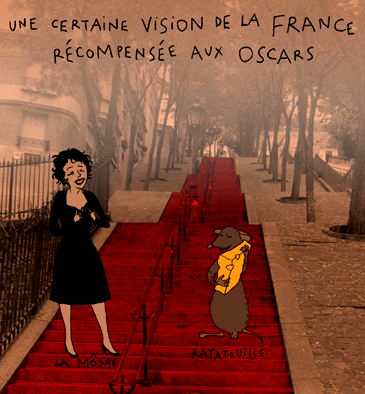 UNE CERTAINE VISION DE LA FRANCE
RÉCOMPENSÉE AUX OSCARS
LA MÔME
RATATOUILLE